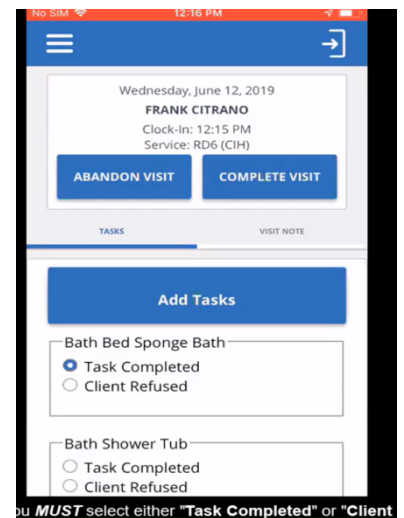 No SIM 12:16 PM
Wednesday, June 12, 2019
FRANK CITRANO
Clock-In: 12:15 PM
Service: RD6 (CIH)
ABANDON VISIT COMPLETE VISIT
TASKS VISIT NOTE
Add Tasks
Bath Bed Sponge Bath
Task Completed
Client Refused
Bath Shower Tub
Task Completed
Client Refused
ou MUST select either "Task Completed" or "Client